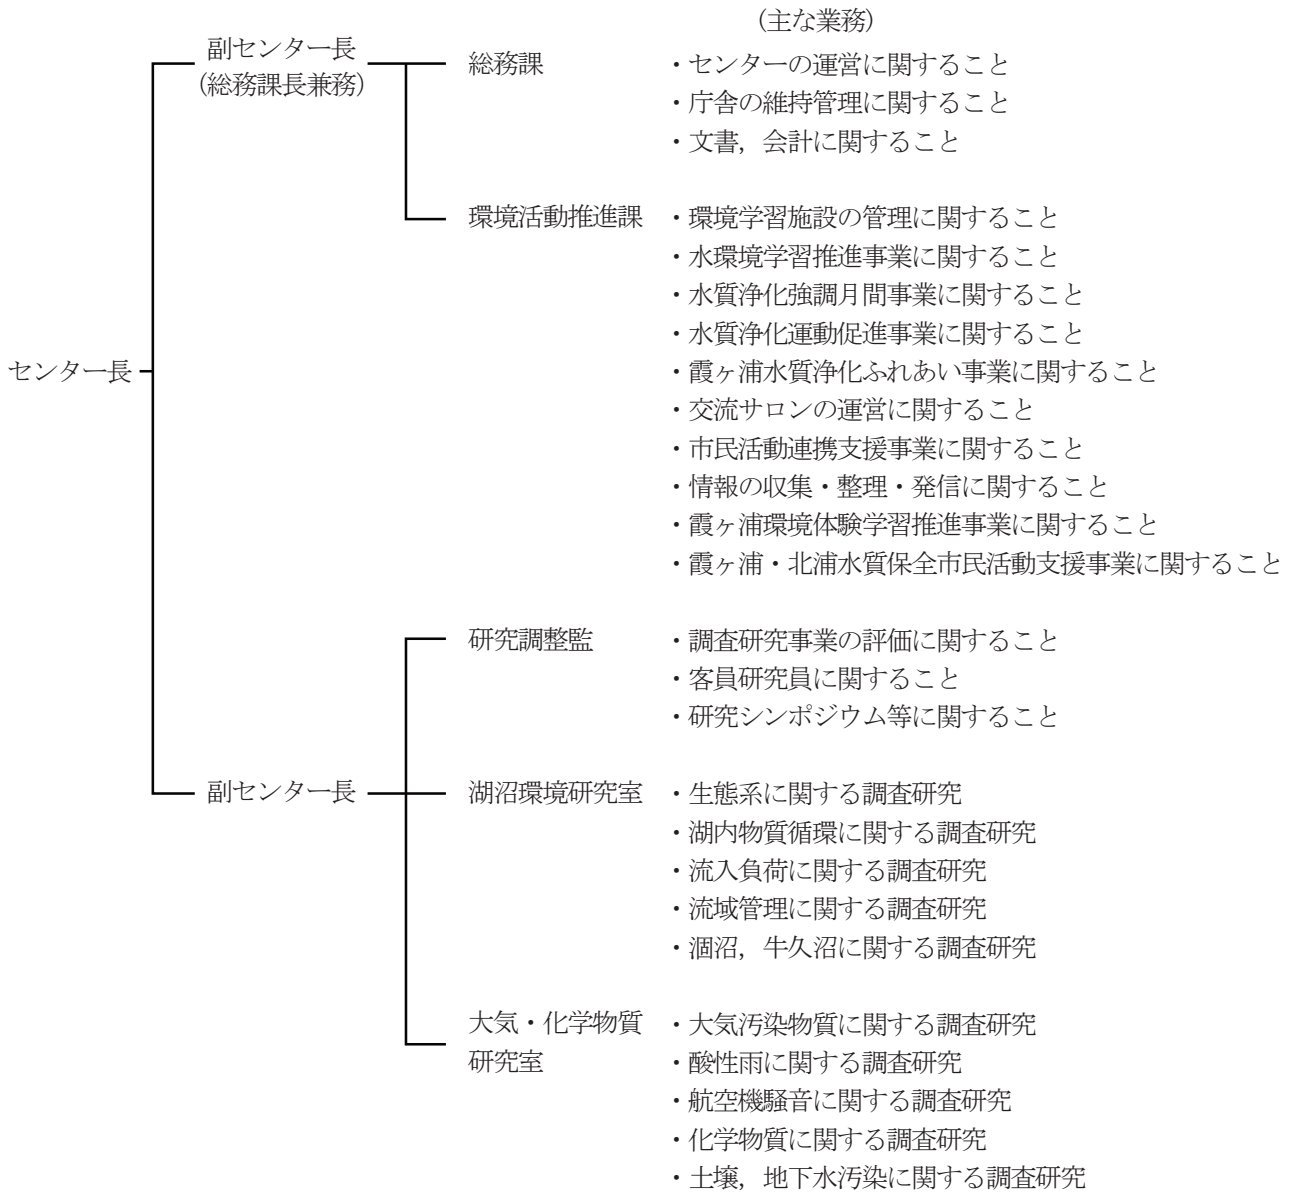 (主な業務)
副センター長
(総務課長兼務)
総務課
・センターの運営に関すること
・庁舎の維持管理に関すること
・文書，会計に関すること
環境活動推進課
・環境学習施設の管理に関すること
・水環境学習推進事業に関すること
・水質浄化強調月間事業に関すること
・水質浄化運動促進事業に関すること
センター長
・霞ヶ浦水質浄化ふれあい事業に関すること
・交流サロンの運営に関すること
・市民活動連携支援事業に関すること
・情報の収集・整理・発信に関すること
・霞ヶ浦環境体験学習推進事業に関すること
・霞ヶ浦・北浦水質保全市民活動支援事業に関すること
研究調整監
・調査研究事業の評価に関すること
・客員研究員に関すること
・研究シンポジウム等に関すること
副センター長
湖沼環境研究室
・生態系に関する調査研究
・湖内物質循環に関する調査研究
・流入負荷に関する調査研究
・流域管理に関する調査研究
・涸沼，牛久沼に関する調査研究
大気・化学物質
研究室
・大気汚染物質に関する調査研究
・酸性雨に関する調査研究
・航空機騒音に関する調査研究
・化学物質に関する調査研究
・土壌，地下水汚染に関する調査研究